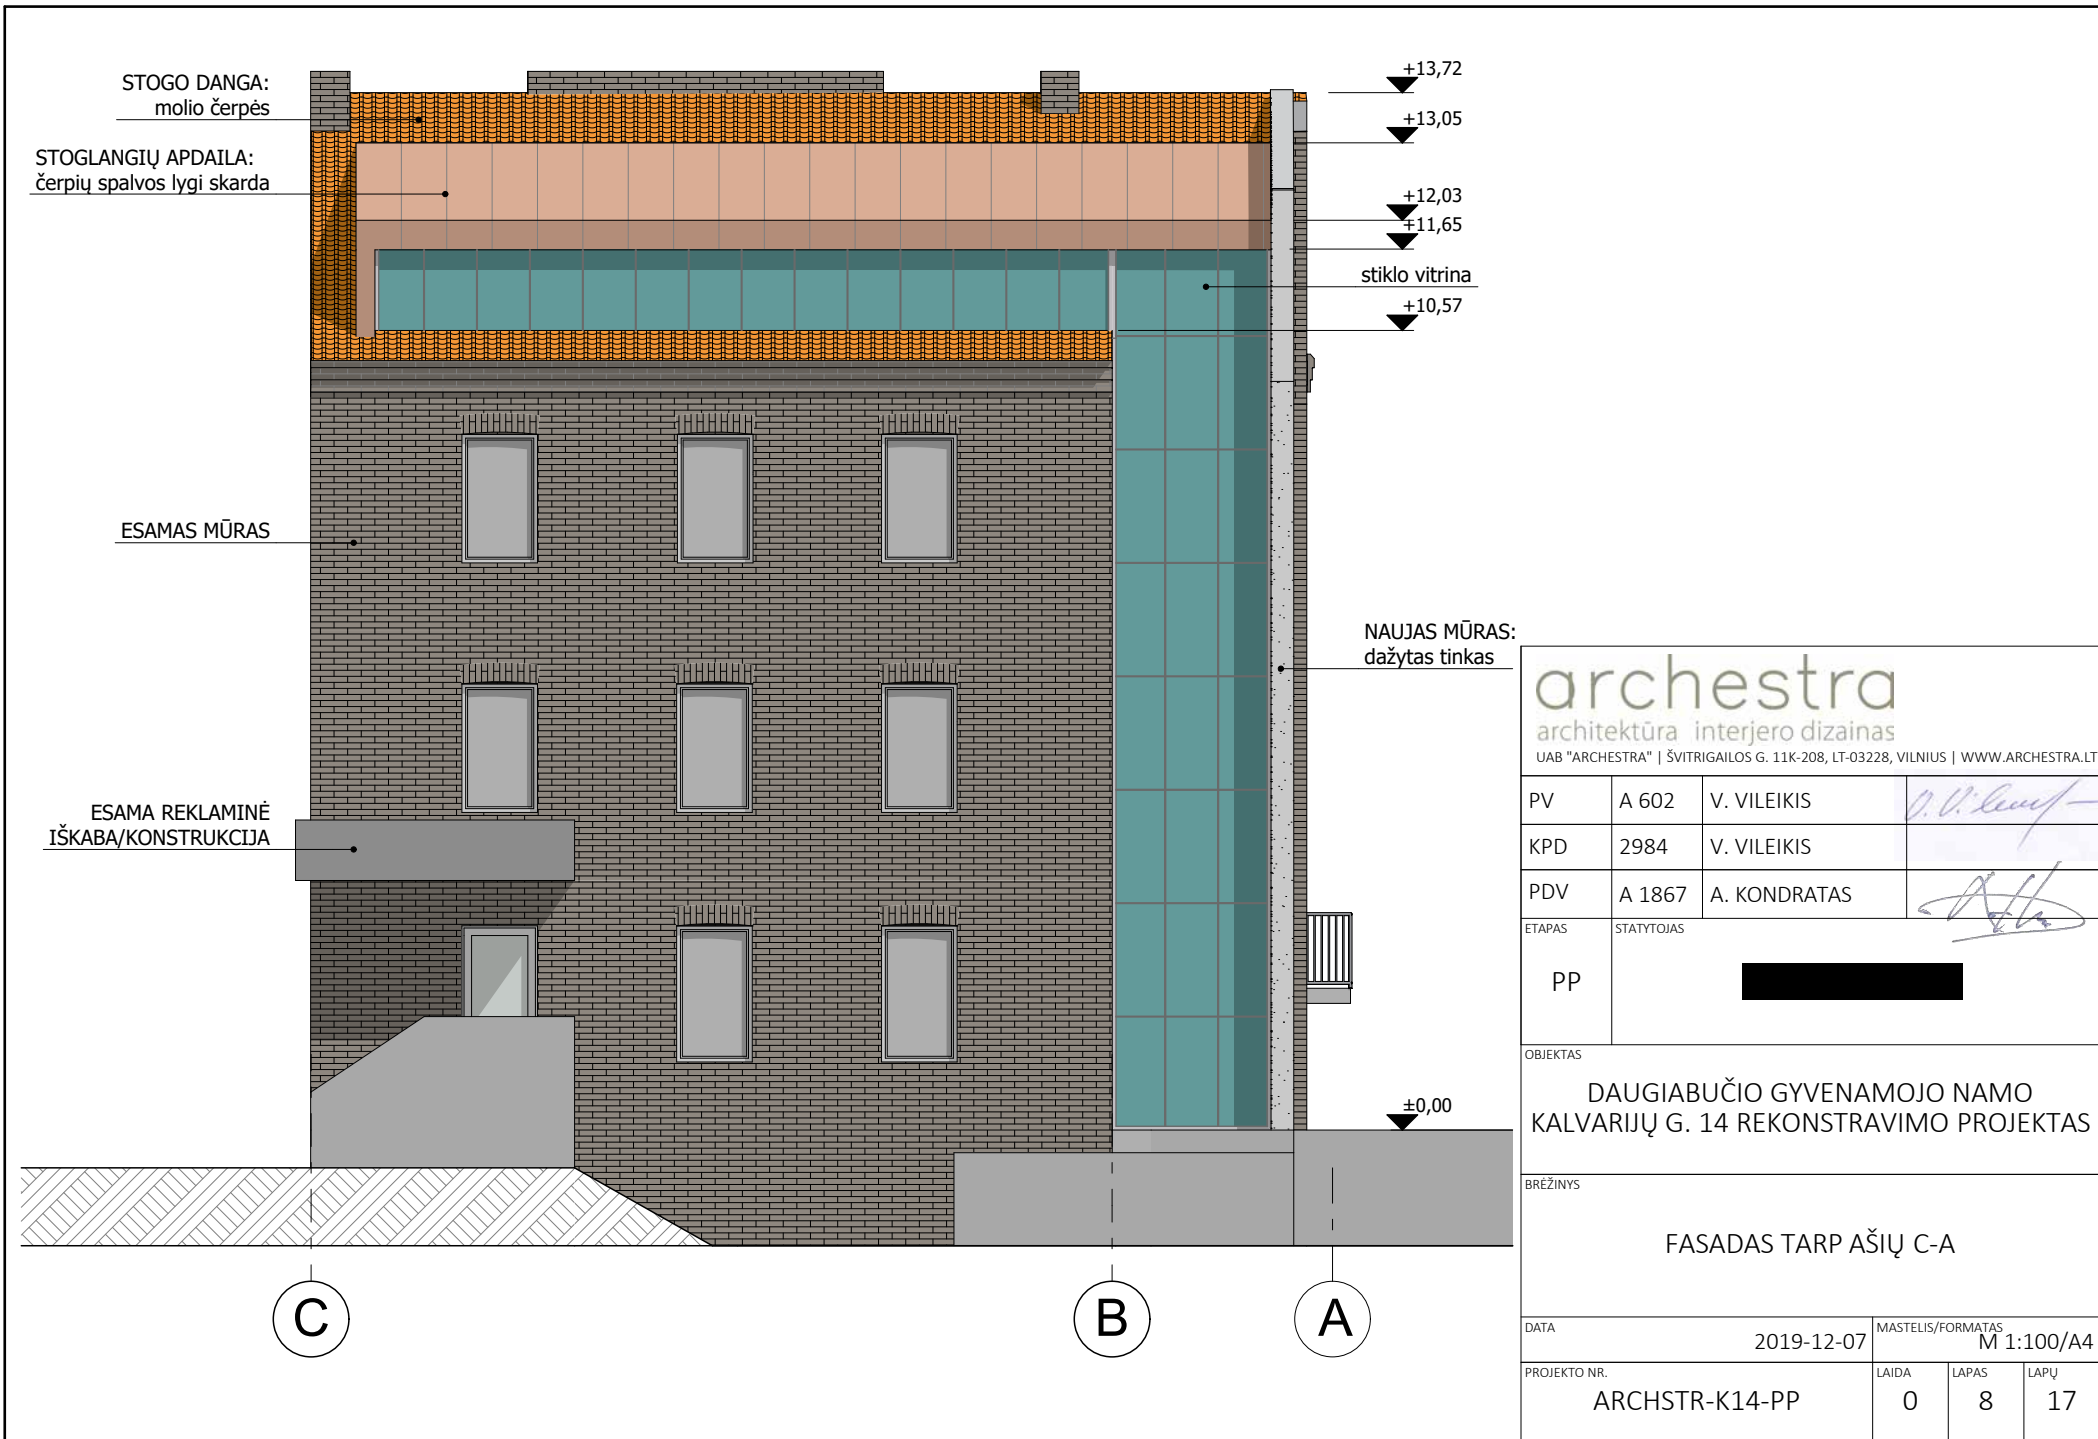 STOGO DANGA:
molio čerpės
STOGLANGIŲ APDAILA:
čerpių spalvos lygi skarda
ESAMAS MŪRAS
ESAMA REKLAMINĖ
IŠKABA/KONSTRUKCIJA
+13,72
+13,05
+12,03
+11,65
stiklo vitrina
+10,57
NAUJAS MŪRAS:
dažytas tinkas
±0,00
C
B
A
archestra
architektūra interjero dizainas
UAB "ARCHESTRA" | ŠVITRIGAILOS G. 11K-208, LT-03228, VILNIUS | WWW.ARCHESTRA.LT
PV A 602 V. VILEIKIS
KPD 2984 V. VILEIKIS
PDV A 1867 A. KONDRATAS
ETAPAS STATYTOJAS
PP
OBJEKTAS
DAUGIABUČIO GYVENAMOJO NAMO
KALVARIJŲ G. 14 REKONSTRAVIMO PROJEKTAS
BRĖŽINYS
FASADAS TARP AŠIŲ C-A
DATA MASTELIS/FORMATAS
2019-12-07 M 1:100/A4
PROJEKTO NR. LAIDA LAPAS LAPŲ
ARCHSTR-K14-PP 0 8 17